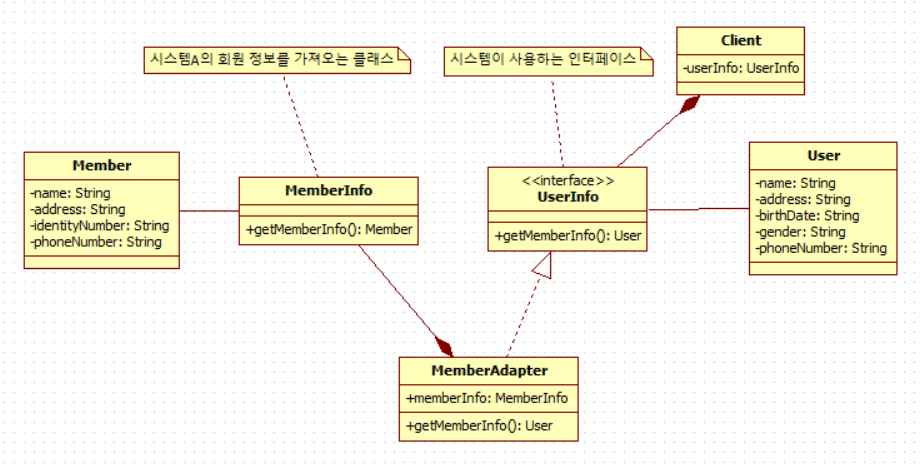 시스템A의 회원 정보를 가져오는 클래스
시스템이 사용하는 인터페이스
Client
-userInfo: UserInfo
Member
-name: String
-address: String
-identityNumber: String
-phoneNumber: String
MemberInfo
+getMemberInfo(): Member
<<interface>>
UserInfo
+getMemberInfo(): User
User
-name: String
-address: String
-birthDate: String
-gender: String
-phoneNumber: String
MemberAdapter
+memberInfo: MemberInfo
+getMemberInfo(): User